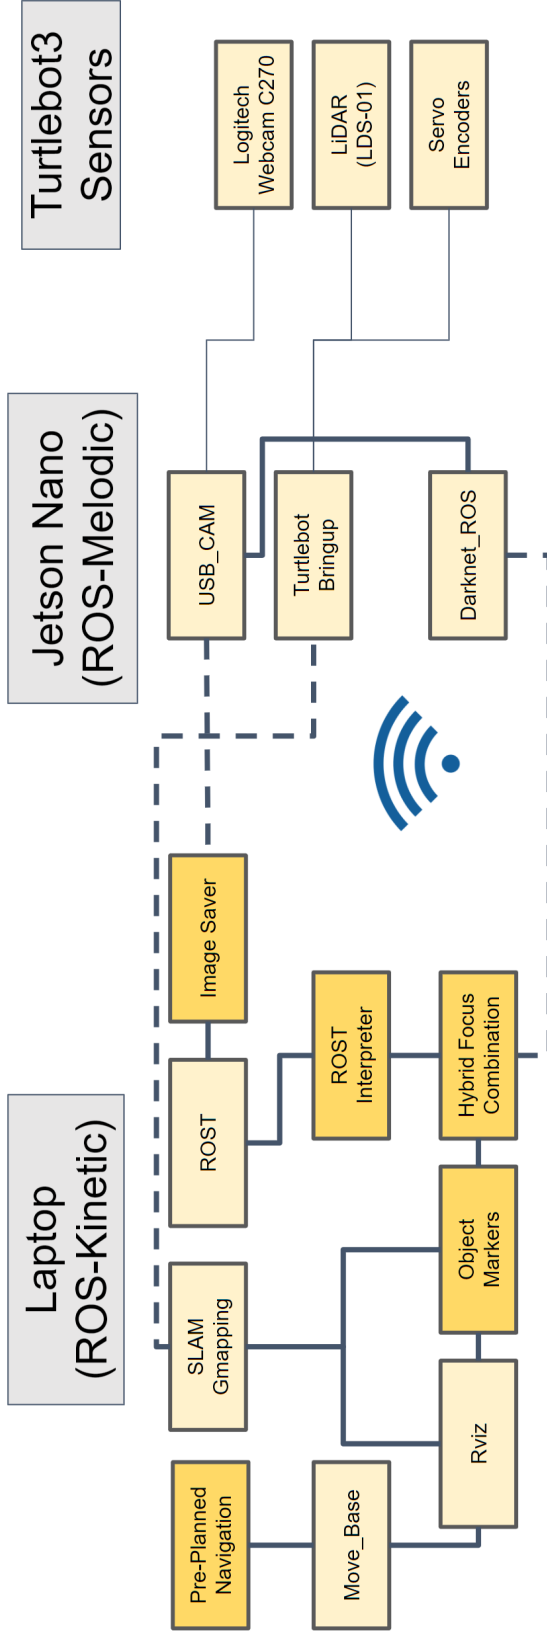 Laptop
(ROS-Kinetic)
Jetson Nano
(ROS-Melodic)
Turtlebot3
Sensors
Pre-Planned
Navigation
SLAM
Gmapping
ROST
Image Saver
USB_CAM
Logitech
Webcam C270
Move_Base
ROST
Interpreter
Turtlebot
Bringup
LiDAR
(LDS-01)
Rviz
Object
Markers
Hybrid Focus
Combination
Darknet_ROS
Servo
Encoders